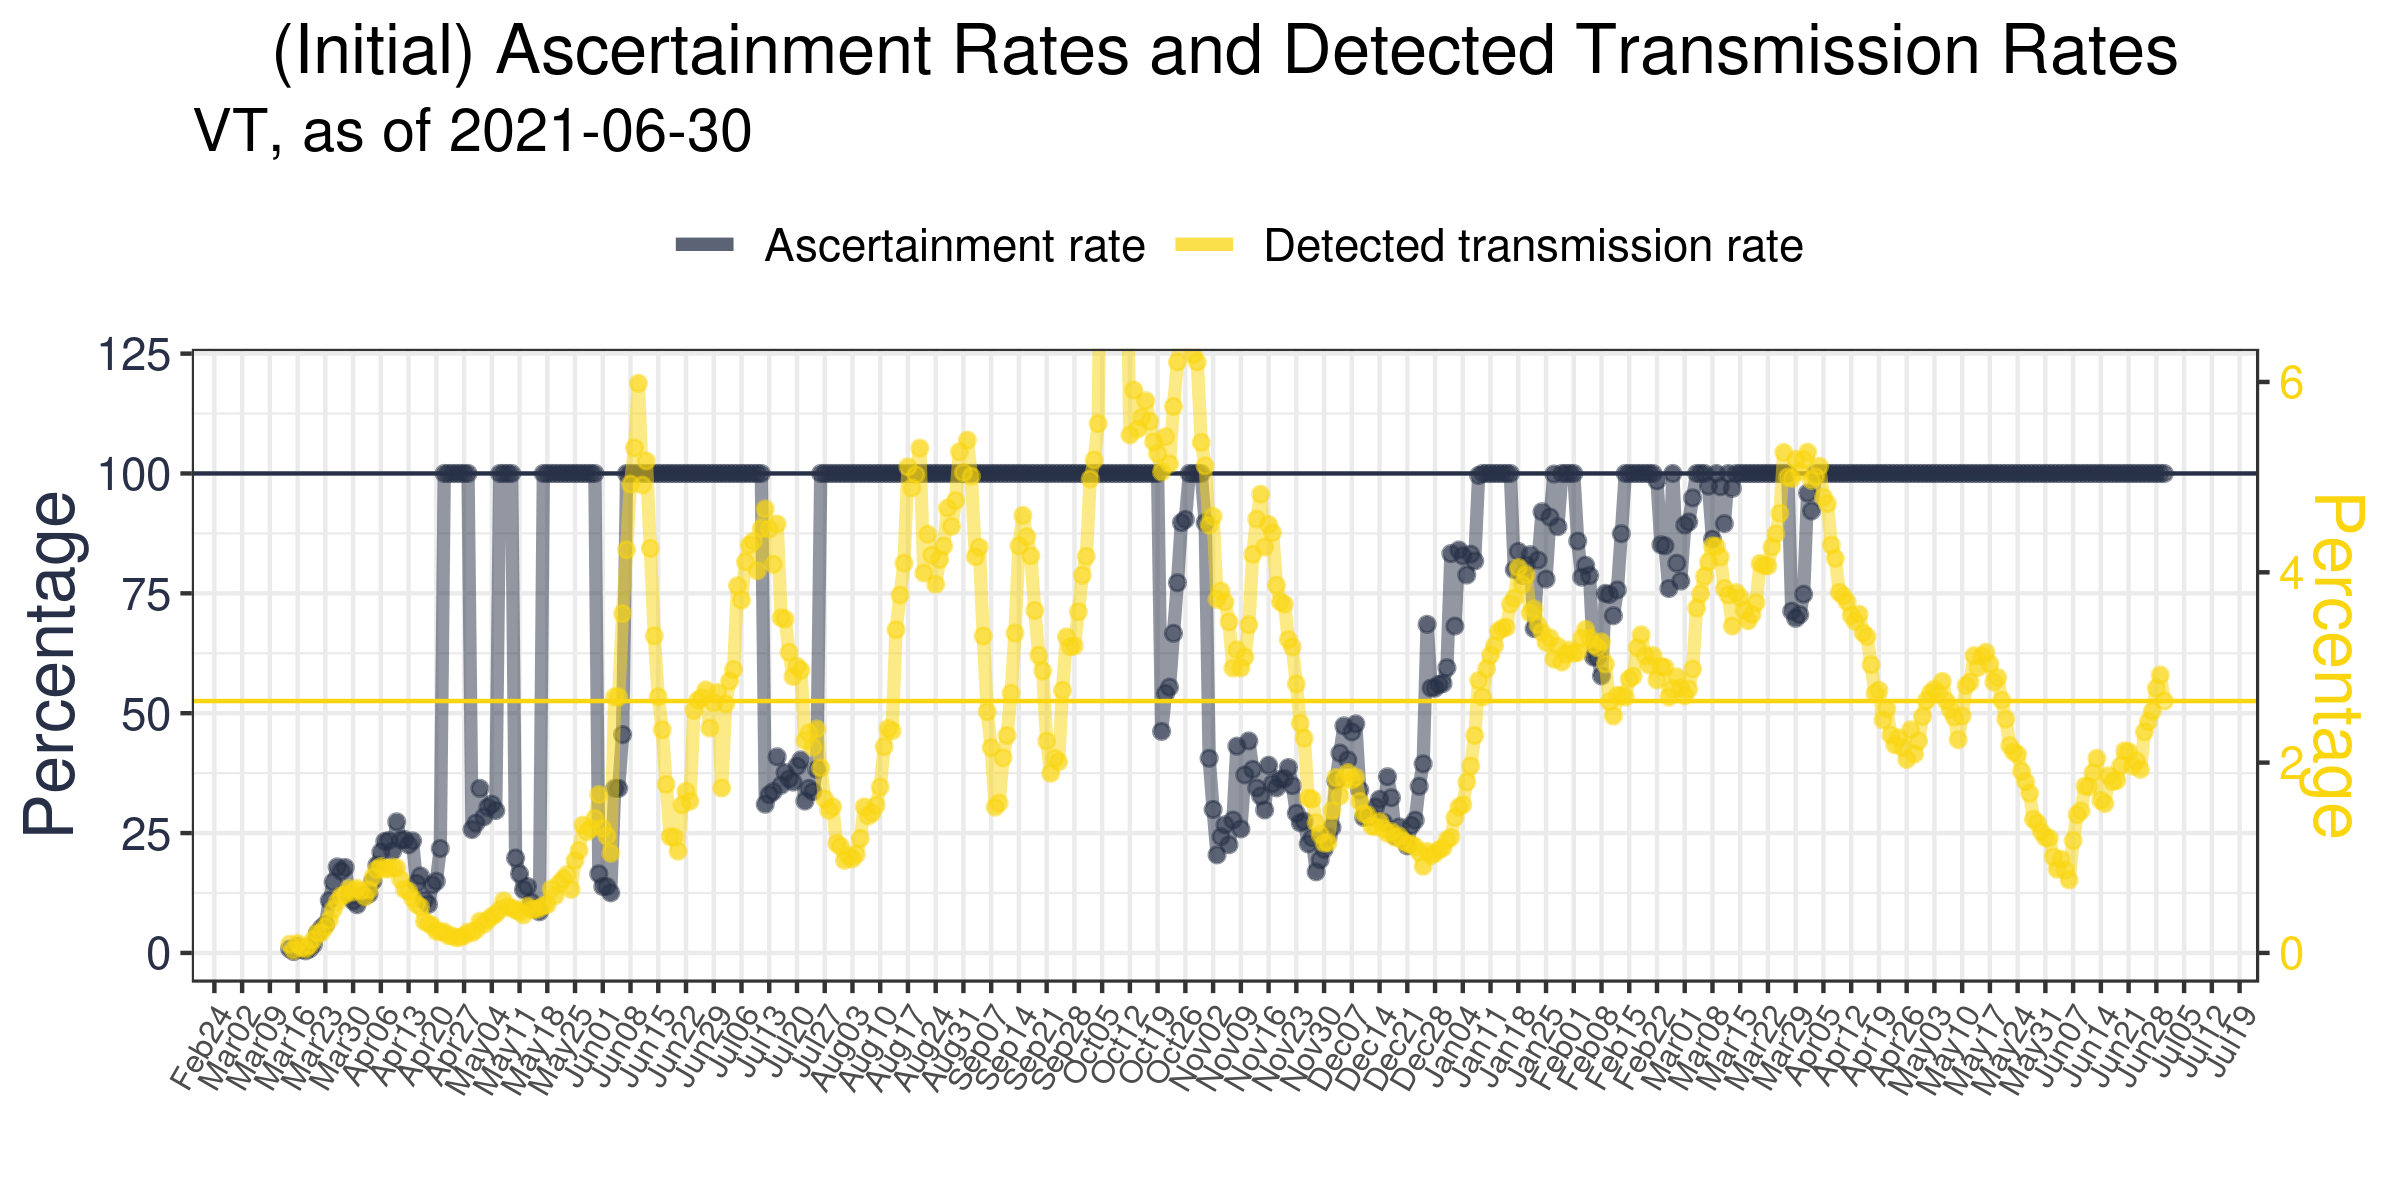 (Initial) Ascertainment Rates and Detected Transmission Rates
VT, as of 2021-06-30
Ascertainment rate Detected transmission rate
125
100
75
50
25
0
Percentage
6
4
2
0
Percentage
Feb24 Mar02 Mar09 Mar16 Mar23 Mar30 Apr06 Apr13 Apr20 Apr27 May04 May11 May18 May25 Jun01 Jun08 Jun15 Jun22 Jun29 Jul06 Jul13 Jul20 Jul27 Aug03 Aug10 Aug17 Aug24 Aug31 Sep07 Sep14 Sep21 Sep28 Oct05 Oct12 Oct19 Oct26 Nov02 Nov09 Nov16 Nov23 Nov30 Dec07 Dec14 Dec21 Dec28 Jan04 Jan11 Jan18 Jan25 Feb01 Feb08 Feb15 Feb22 Mar01 Mar08 Mar15 Mar22 Mar29 Apr05 Apr12 Apr19 Apr26 May03 May10 May17 May24 May31 Jun07 Jun14 Jun21 Jun28 Jul05 Jul12 Jul19